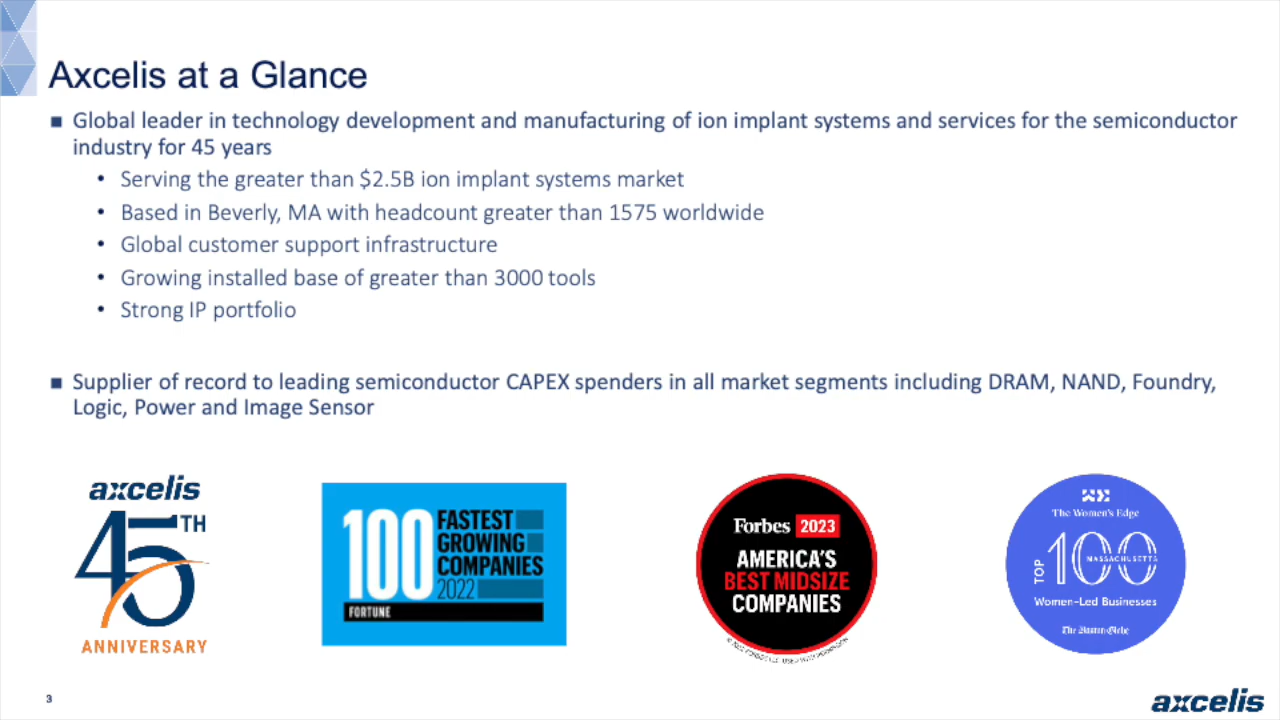 Axcelis at a Glance
■ Global leader in technology development and manufacturing of ion implant systems and services for the semiconductor
industry for 45 years
• Serving the greater than $2.5B ion implant systems market
• Based in Beverly, MA with headcount greater than 1575 worldwide
• Global customer support infrastructure
• Growing installed base of greater than 3000 tools
• Strong IP portfolio
■ Supplier of record to leading semiconductor CAPEX spenders in all market segments including DRAM, NAND, Foundry,
Logic, Power and Image Sensor
axcelis
45TH
ANNIVERSARY
100 FASTEST
GROWING
COMPANIES
2022
FORTUNE
Forbes 2023
AMERICA'S
BEST MIDSIZE
COMPANIES
The Women's Edge
TOP 100
MASSACHUSETTS
Women-Led Businesses
The Boston Globe
3
axcelis